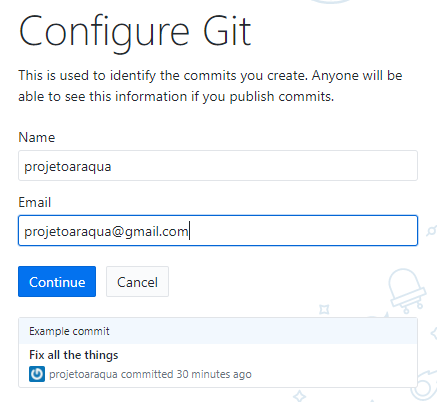 Configure Git
This is used to identify the commits you create. Anyone will be
able to see this information if you publish commits.
Name
projetoaraqua
Email
projetoaraqua@gmail.com
Continue Cancel
Example commit
Fix all the things
projetoaraqua committed 30 minutes ago